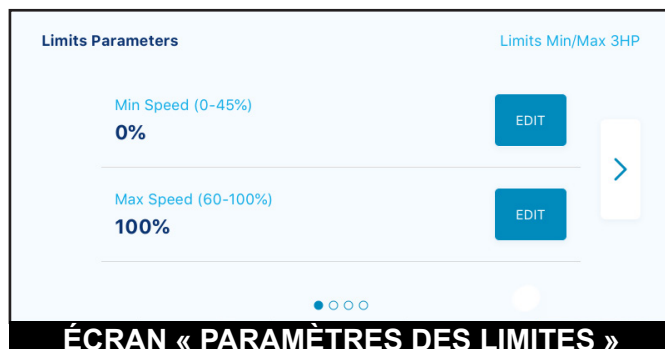 Limits Parameters
Limits Min/Max 3HP
Min Speed (0-45%)
0%
EDIT
Max Speed (60-100%)
100%
EDIT
ÉCRAN « PARAMÈTRES DES LIMITES »